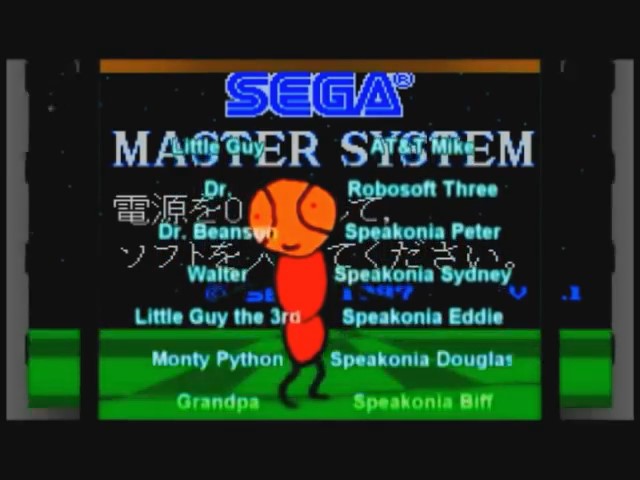 SEGA®
MASTER SYSTEM
Little Guy AT&T Mike
Dr. Robosoft Three
電源を て,
Dr. Beanson Speakonia Peter
ソフトを てください。
Walter Speakonia Sydney
© 1987
Little Guy the 3rd Speakonia Eddie
Monty Python Speakonia Douglas
Grandpa Speakonia Biff